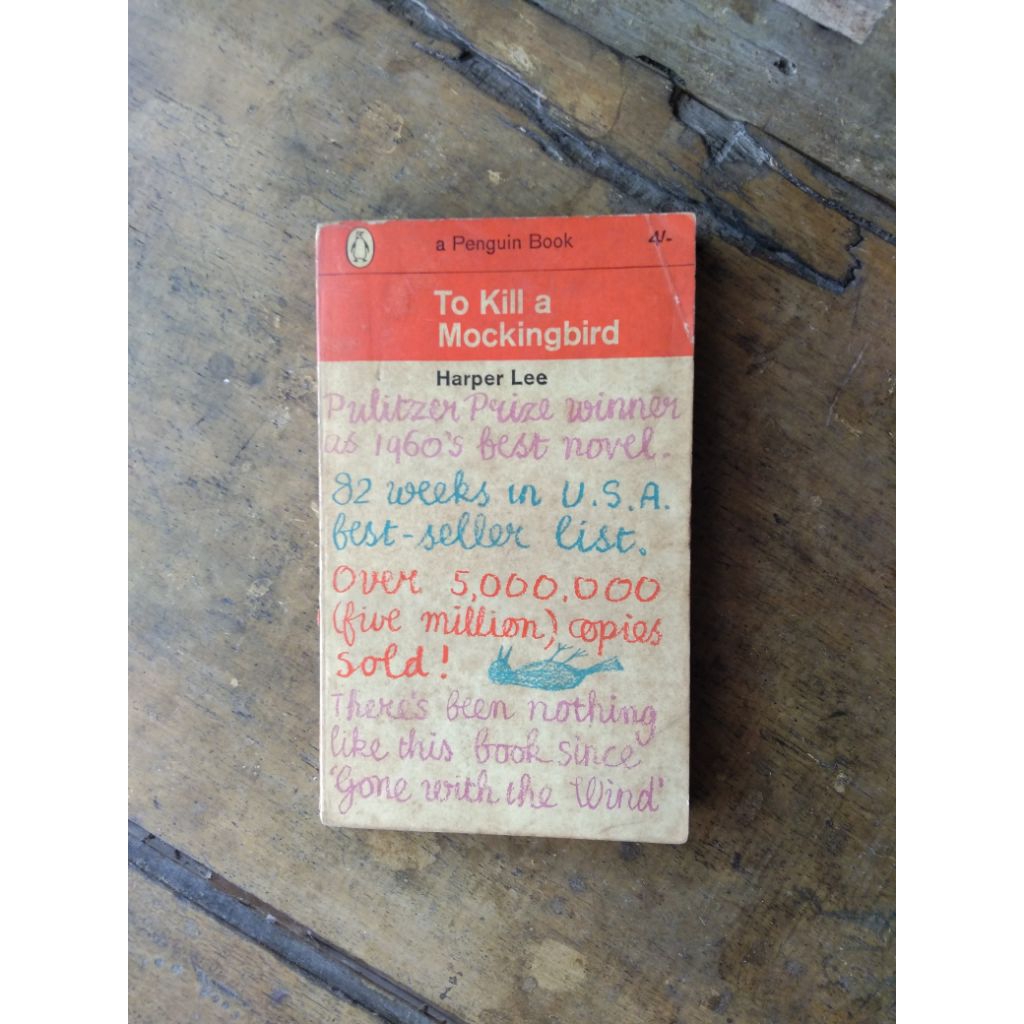 a Penguin Book 4/-
To Kill a
Mockingbird
Harper Lee
Pulitzer Prize winner
as 1960's best novel.
82 weeks in U.S.A.
best-seller list.
Over 5,000,000
(five million) copies
sold!
There's been nothing
like this book since
'Gone with the Wind'